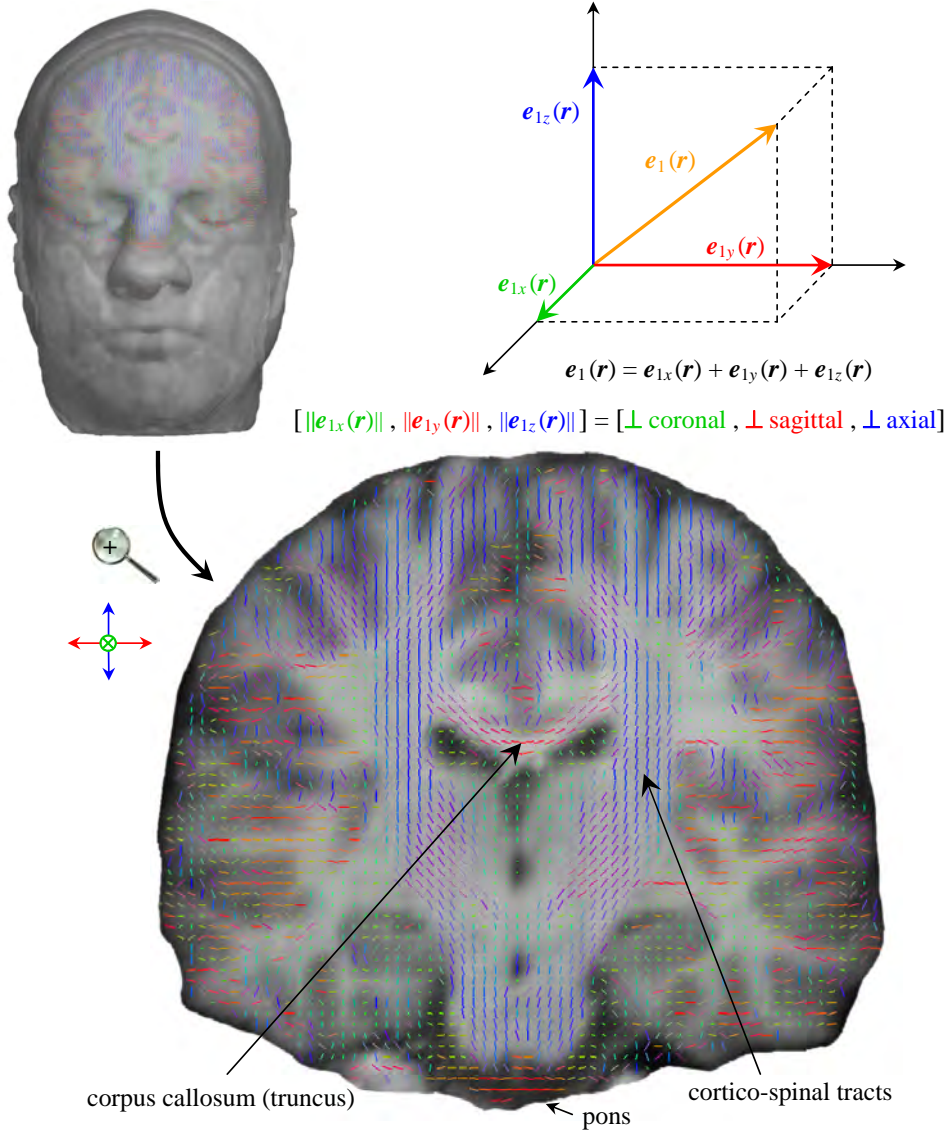 e1z(r)
e1(r)
e1y(r)
e1x(r)
e1(r) = e1x(r) + e1y(r) + e1z(r)
[ ||e1x(r)|| , ||e1y(r)|| , ||e1z(r)|| ] = [⊥ coronal , ⊥ sagittal , ⊥ axial]
+
corpus callosum (truncus)
pons
cortico-spinal tracts